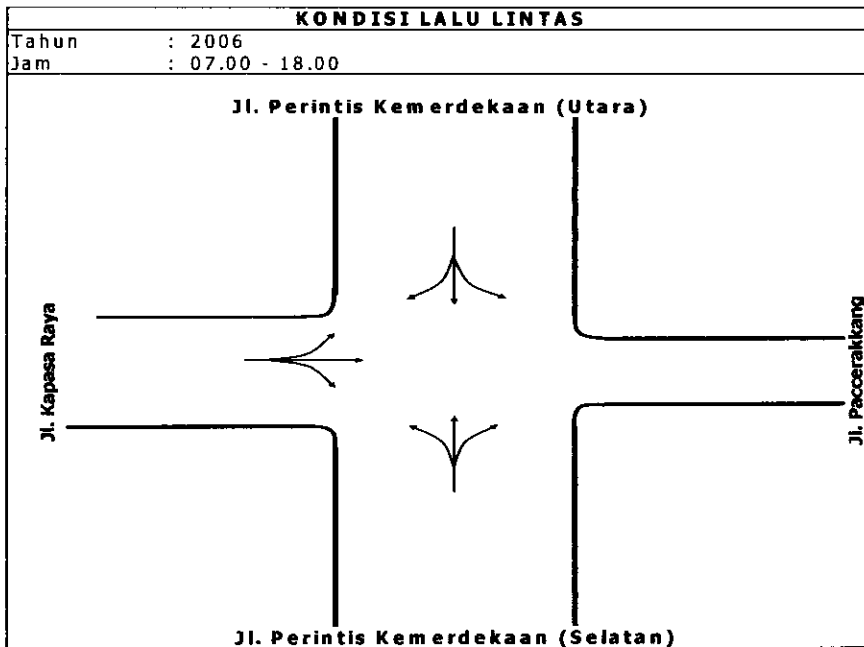 KONDISI LALU LINTAS
Tahun : 2006
Jam : 07.00 - 18.00
Jl. Perintis Kemerdekaan (Utara)
Jl. Kapasa Raya
Jl. Paccerakkang
Jl. Perintis Kemerdekaan (Selatan)